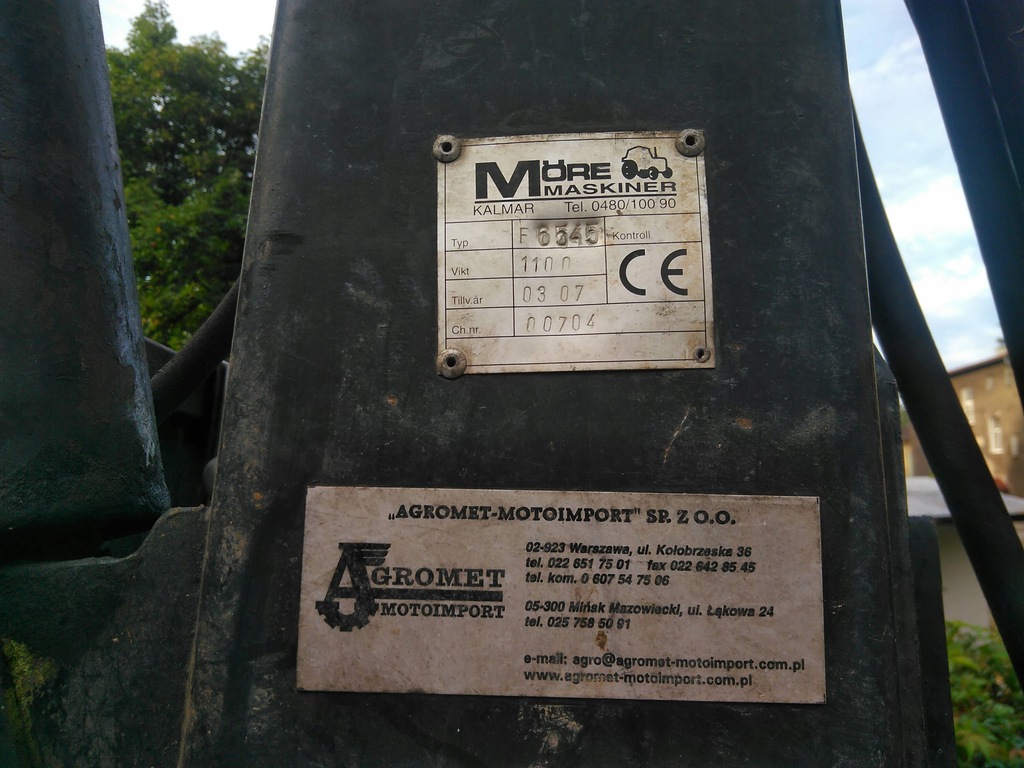 MÖRE
MASKINER
KALMAR Tel. 0480/100 90
Typ F 6545 Kontroll
Vikt 1100
CE
Tillv.år 03 07
Ch.nr. 00704
„AGROMET-MOTOIMPORT" SP. Z O.O.
AGROMET
MOTOIMPORT
02-923 Warszawa, ul. Kołobrzeska 36
tel. 022 651 75 01 fax 022 642 85 45
tel. kom. 0 607 54 75 06
05-300 Mińsk Mazowiecki, ul. Łąkowa 24
tel. 025 758 50 91
e-mail: agro@agromet-motoimport.com.pl
www.agromet-motoimport.com.pl